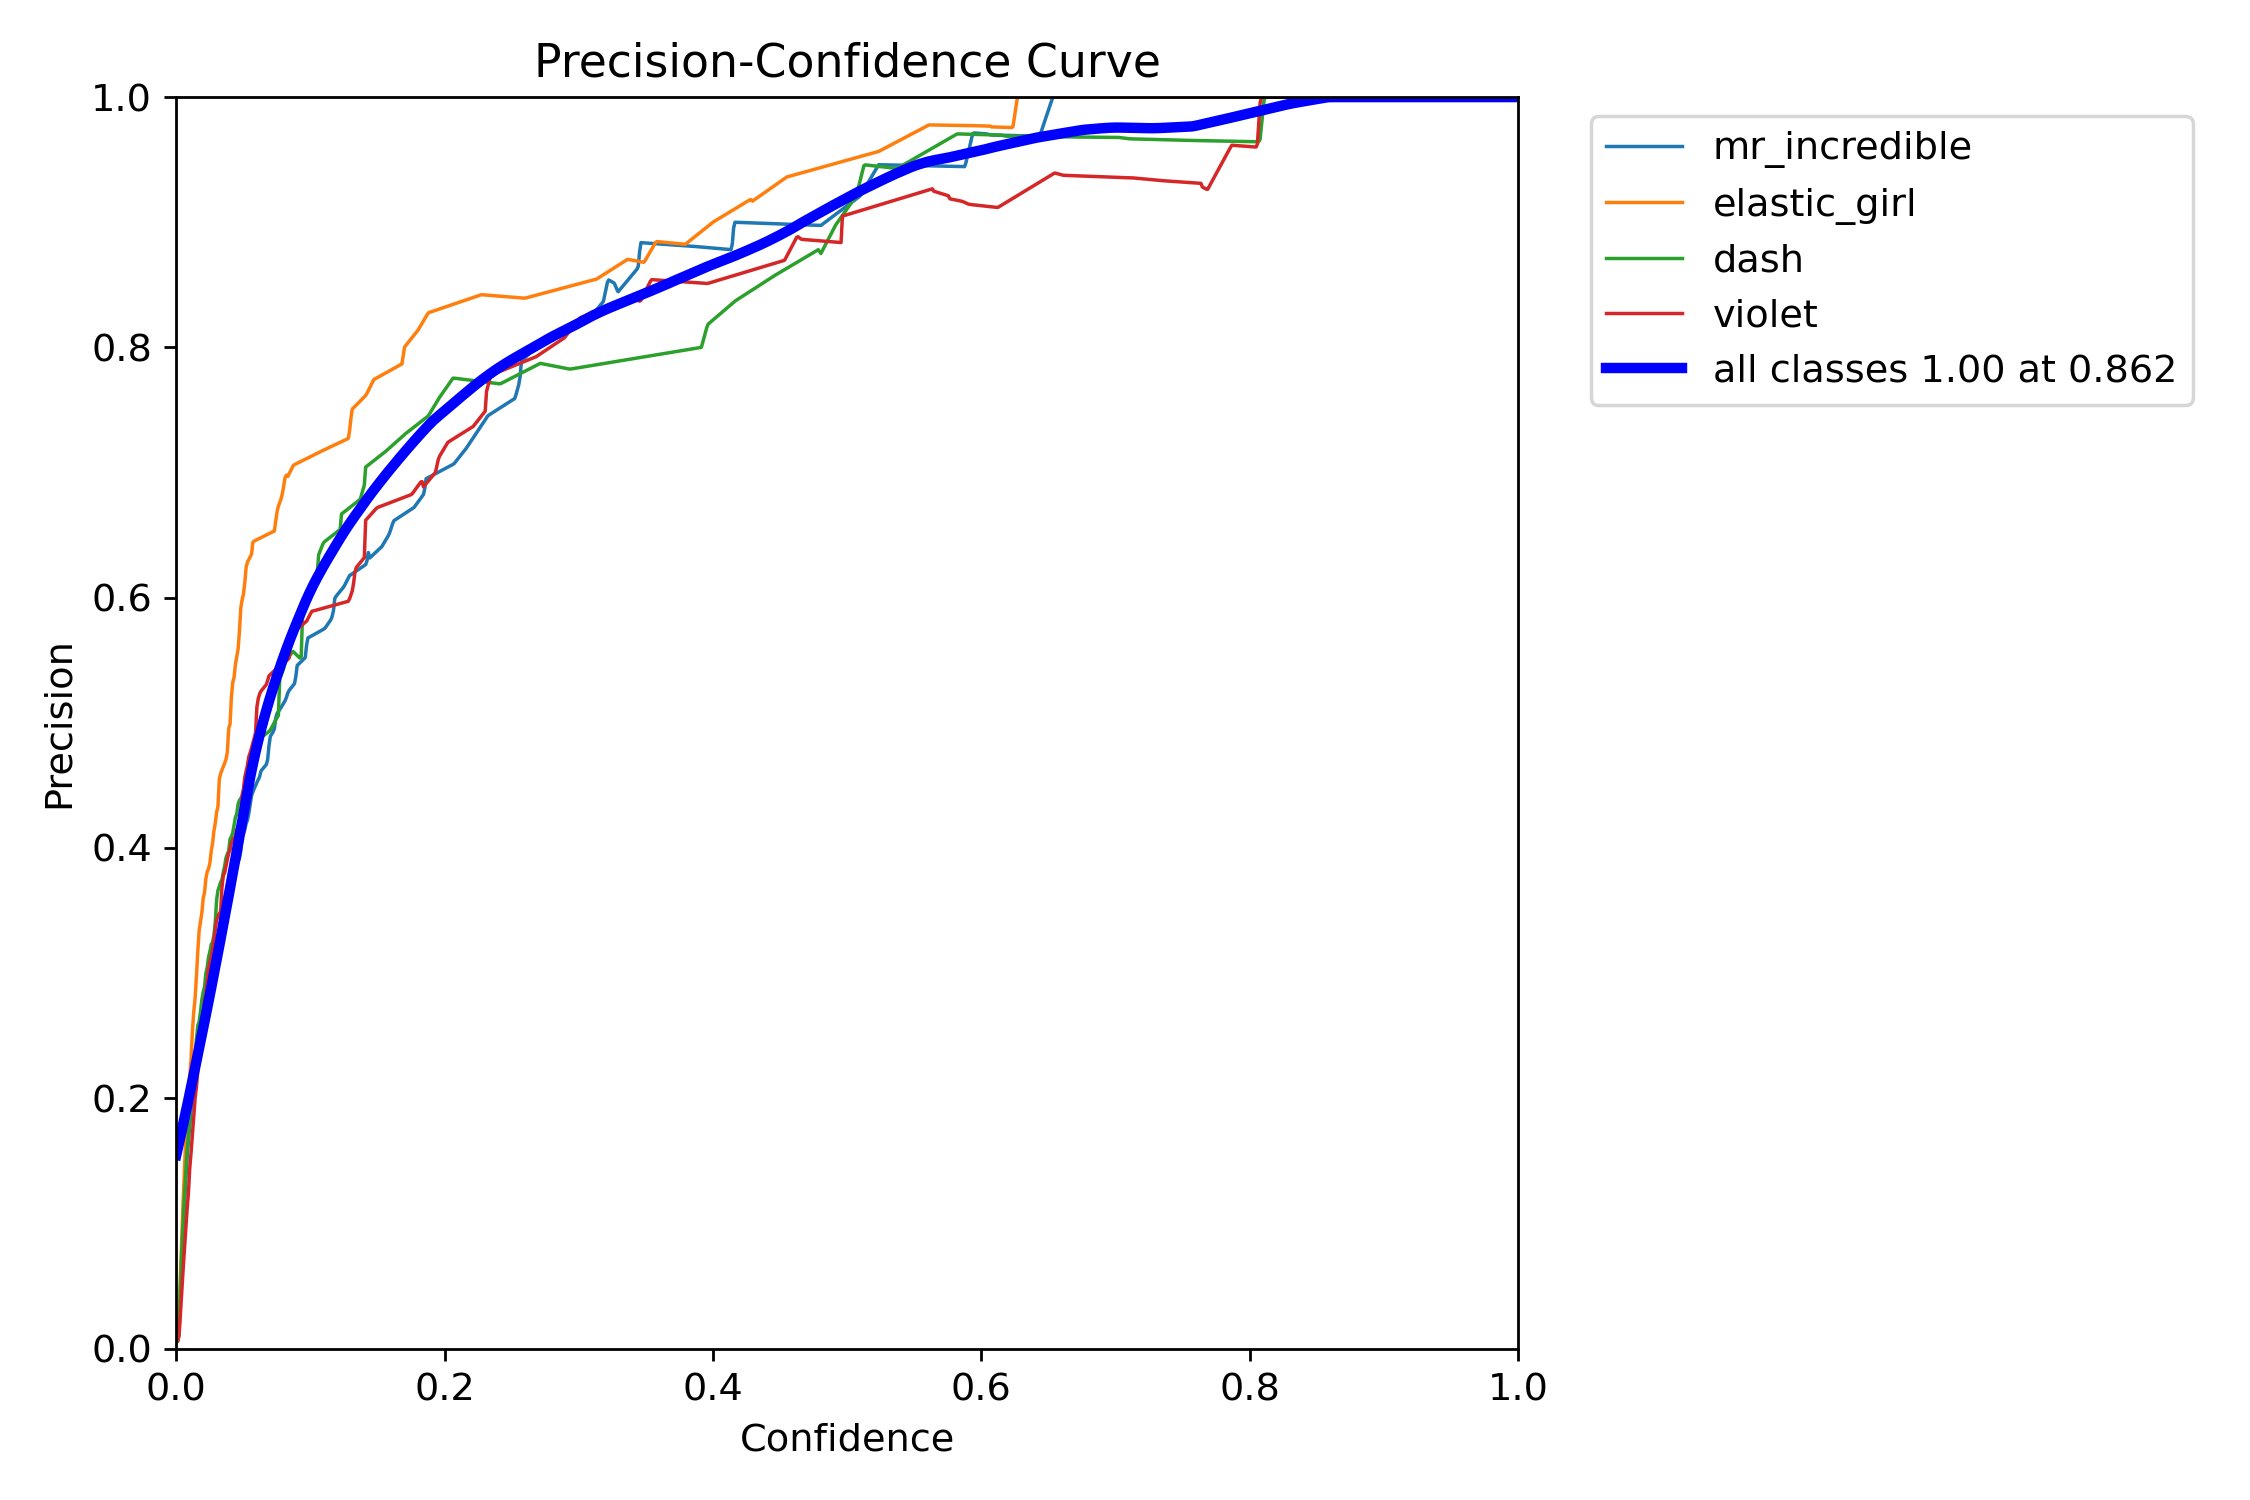 Precision-Confidence Curve
1.0
0.8
0.6
0.4
0.2
0.0
Precision
0.0 0.2 0.4 0.6 0.8 1.0
Confidence
mr_incredible
elastic_girl
dash
violet
all classes 1.00 at 0.862